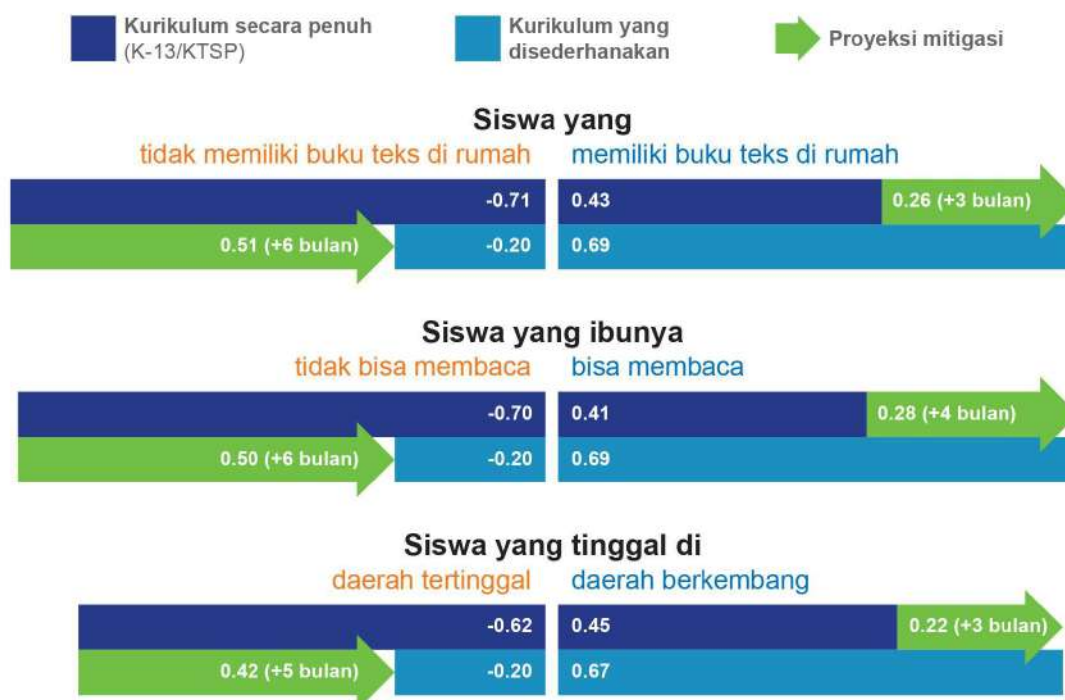 Kurikulum secara penuh
(K-13/KTSP)
Kurikulum yang
disederhanakan
Proyeksi mitigasi
Siswa yang
tidak memiliki buku teks di rumah
memiliki buku teks di rumah
-0.71
0.43
0.26 (+3 bulan)
0.51 (+6 bulan)
-0.20
0.69
Siswa yang ibunya
tidak bisa membaca
bisa membaca
-0.70
0.41
0.28 (+4 bulan)
0.50 (+6 bulan)
-0.20
0.69
Siswa yang tinggal di
daerah tertinggal
daerah berkembang
-0.62
0.45
0.22 (+3 bulan)
0.42 (+5 bulan)
-0.20
0.67